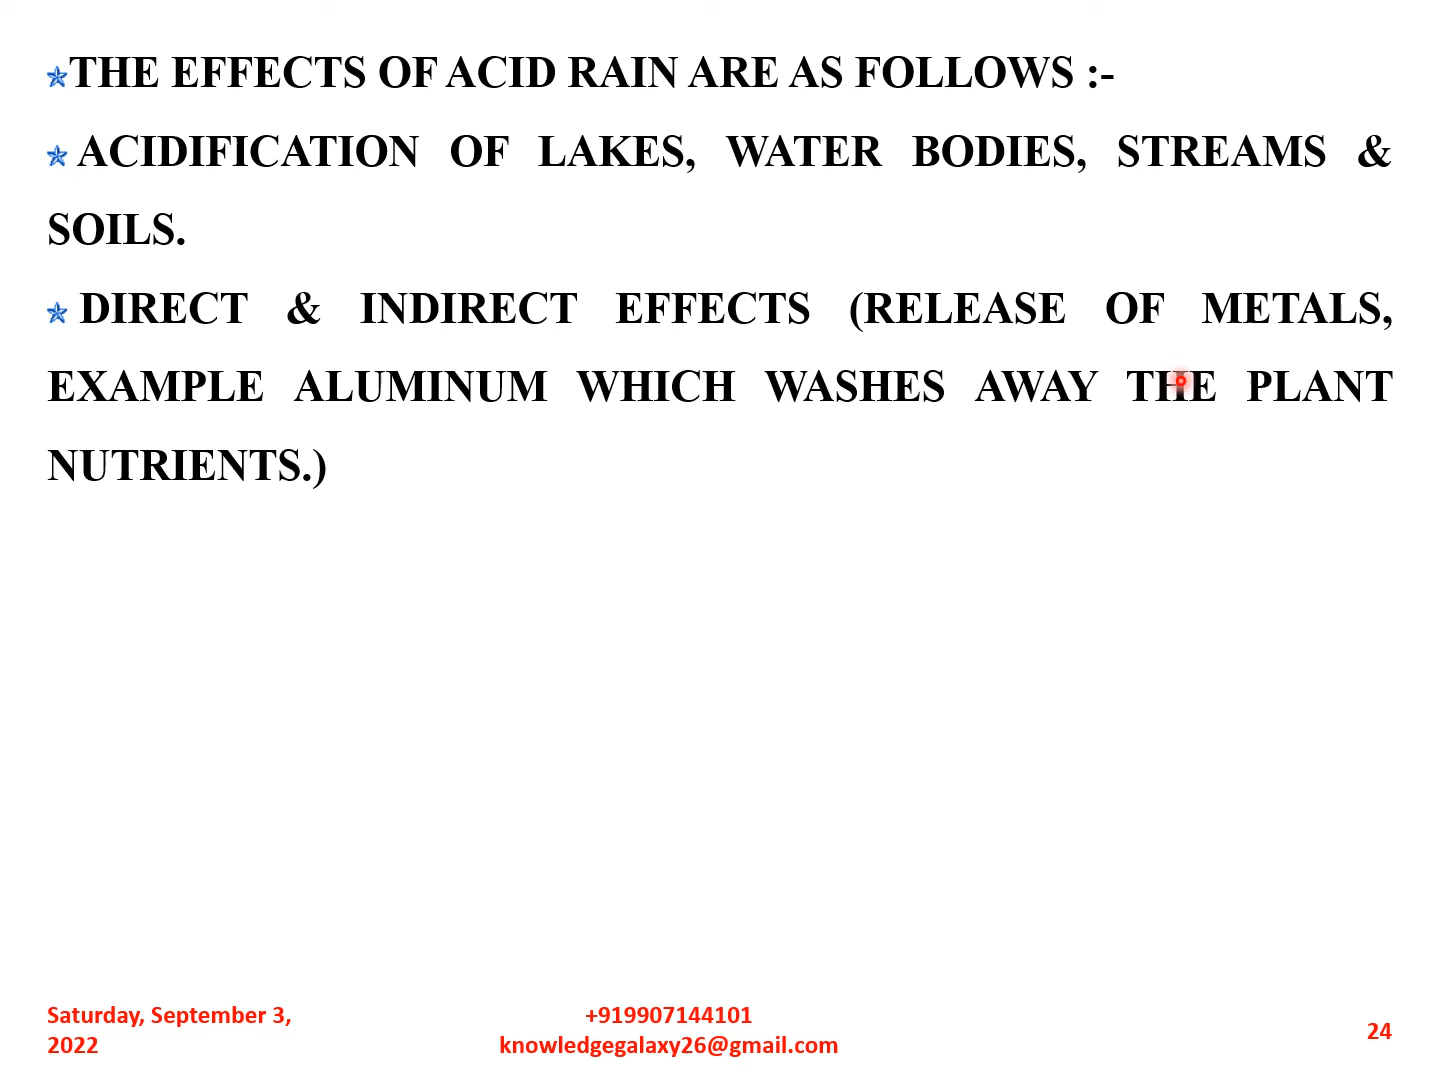 THE EFFECTS OF ACID RAIN ARE AS FOLLOWS :-
ACIDIFICATION OF LAKES, WATER BODIES, STREAMS &
SOILS.
DIRECT & INDIRECT EFFECTS (RELEASE OF METALS,
EXAMPLE ALUMINUM WHICH WASHES AWAY THE PLANT
NUTRIENTS.)
Saturday, September 3,
2022
+919907144101
knowledgegalaxy26@gmail.com
24